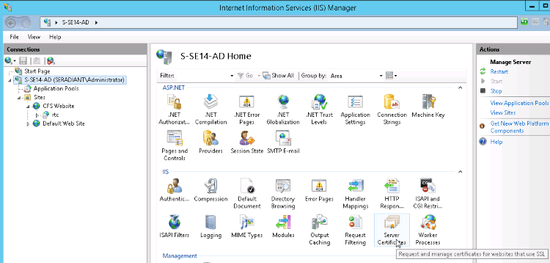 Internet Information Services (IIS) Manager
S-SE14-AD
File View Help
Connections
Start Page
S-SE14-AD (SERADIANT\Administrator)
Application Pools
Sites
CFS Website
rtc
Default Web Site
S-SE14-AD Home
Filter: Go Show All Group by: Area
ASP.NET
.NET Authorizat... .NET Compilation .NET Error Pages .NET Globalization .NET Trust Levels Application Settings Connection Strings Machine Key
Pages and Controls Providers Session State SMTP E-mail
IIS
Authentic... Compression Default Document Directory Browsing Error Pages Handler Mappings HTTP Respon... ISAPI and CGI Restri...
ISAPI Filters Logging MIME Types Modules Output Caching Request Filtering Server Certificates Worker Processes
Request and manage certificates for websites that use SSL
Management
Actions
Manage Server
Restart
Start
Stop
View Application Pools
View Sites
Get New Web Platform Components
Help